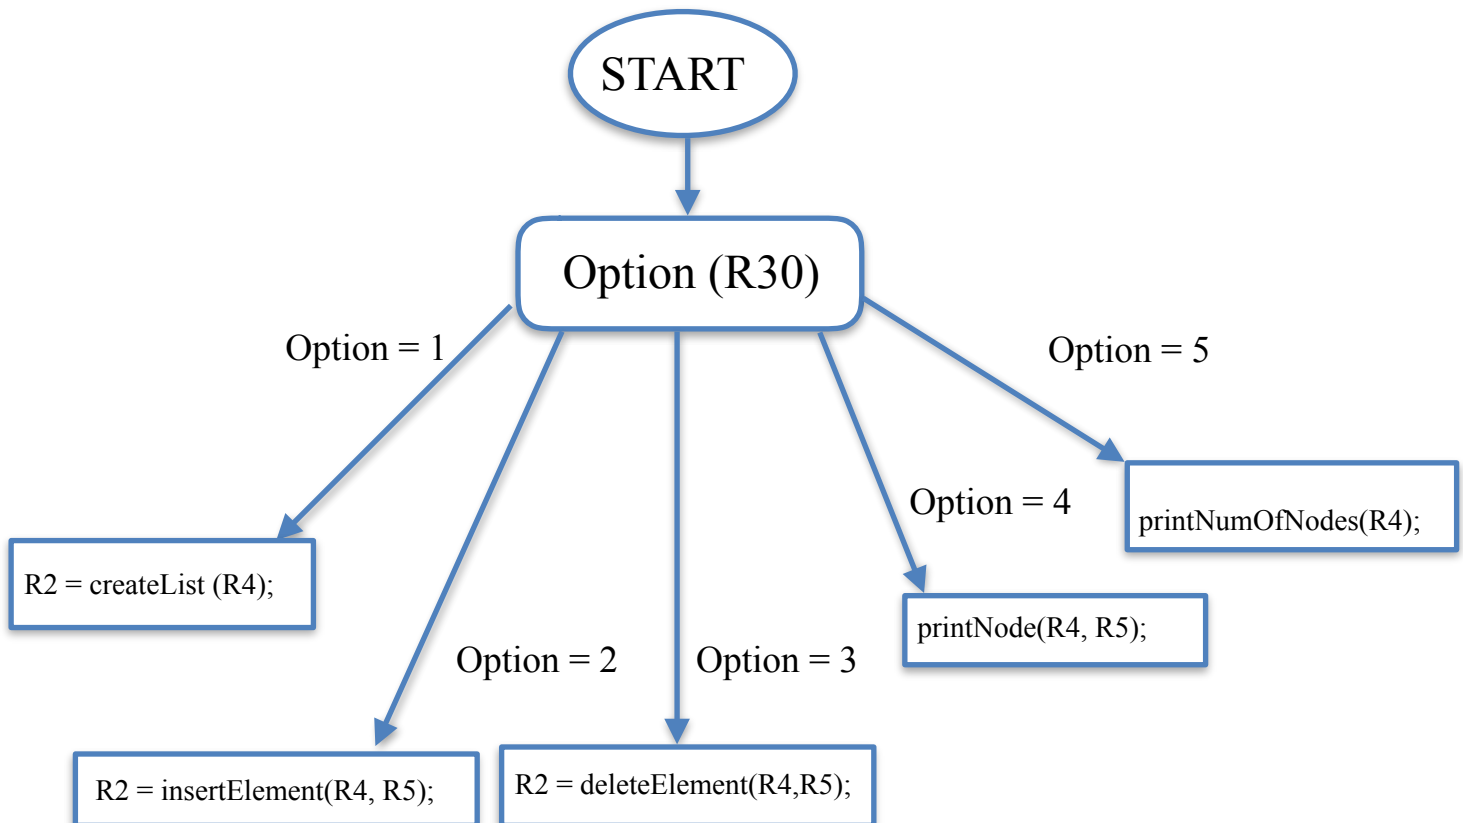 START
Option (R30)
Option = 1
Option = 5
Option = 4
printNumOfNodes(R4);
R2 = createList (R4);
printNode(R4, R5);
Option = 2
Option = 3
R2 = insertElement(R4, R5);
R2 = deleteElement(R4,R5);